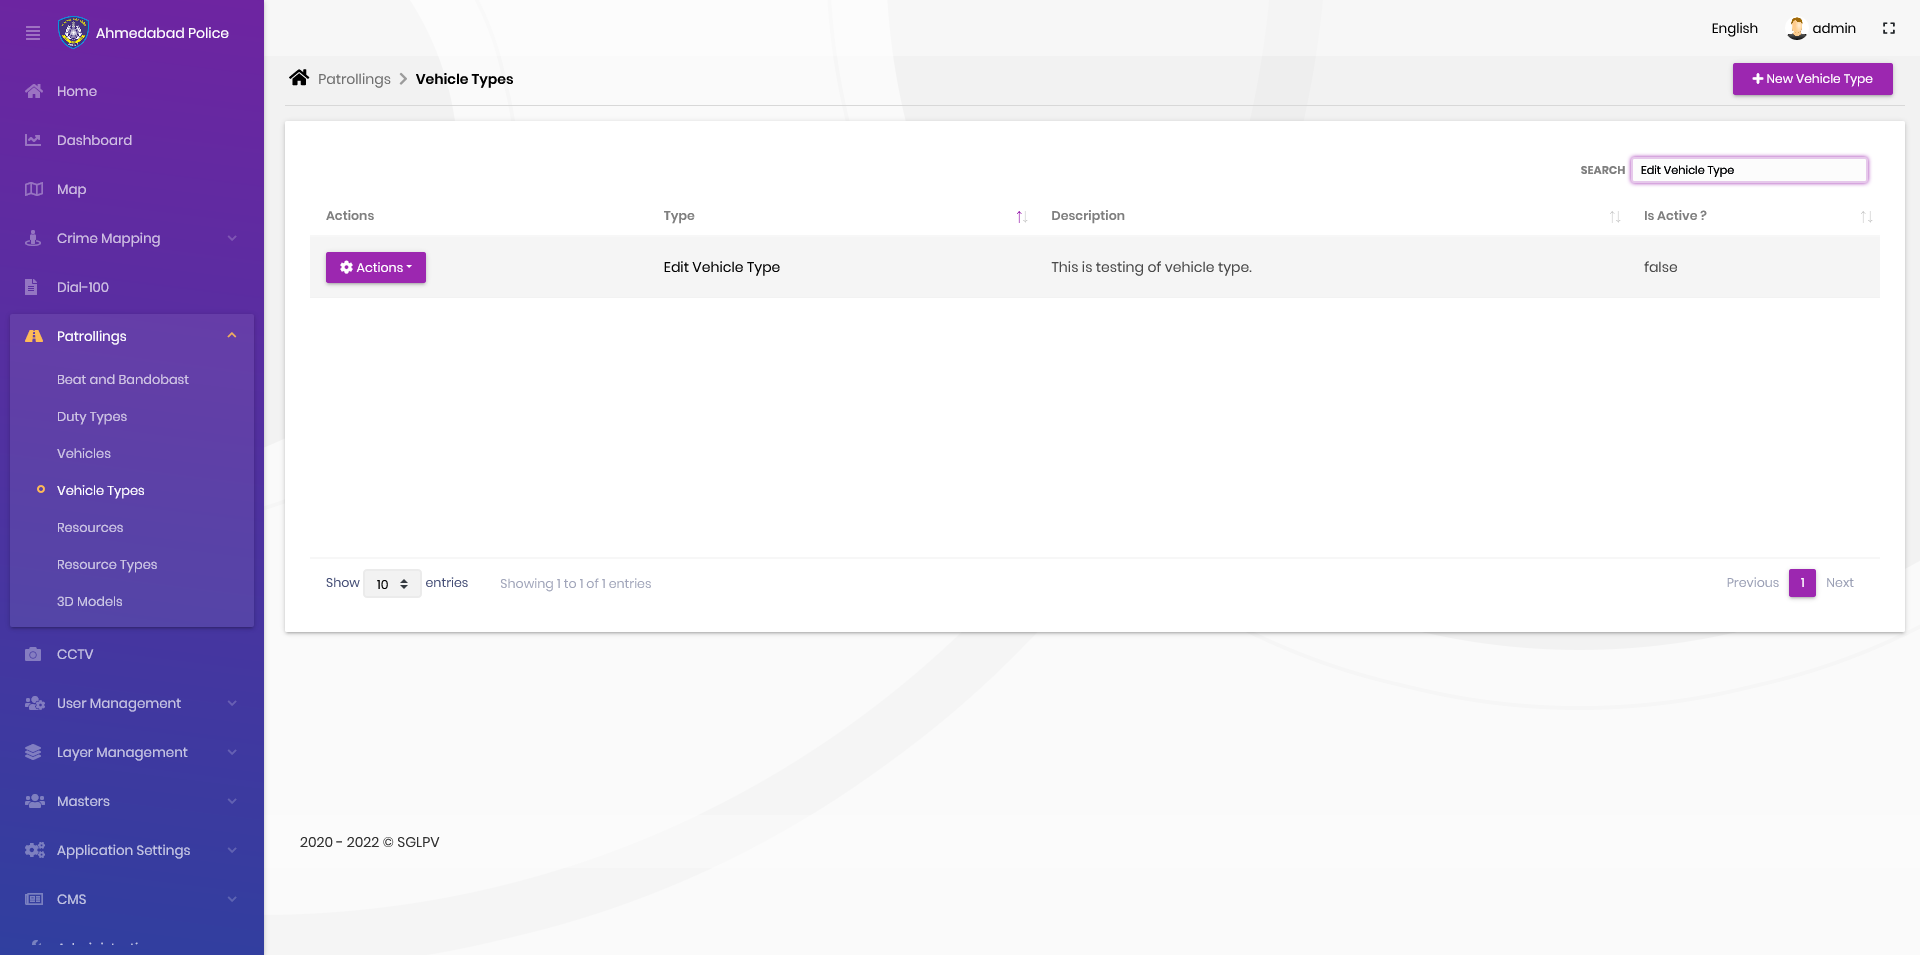 Ahmedabad Police
Home
Dashboard
Map
Crime Mapping
Dial-100
Patrollings
Beat and Bandobast
Duty Types
Vehicles
Vehicle Types
Resources
Resource Types
3D Models
CCTV
User Management
Layer Management
Masters
Application Settings
CMS
English admin
Patrollings Vehicle Types
New Vehicle Type
SEARCH Edit Vehicle Type
Actions Type Description Is Active ?
Actions Edit Vehicle Type This is testing of vehicle type. false
Show 10 entries Showing 1 to 1 of 1 entries Previous 1 Next
2020 - 2022 © SGLPV